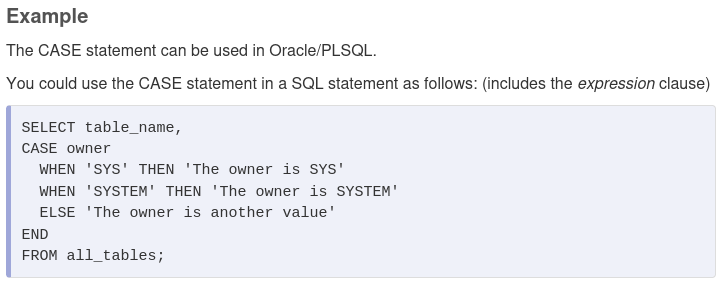 Example
The CASE statement can be used in Oracle/PLSQL.
You could use the CASE statement in a SQL statement as follows: (includes the expression clause)
SELECT table_name,
CASE owner
  WHEN 'SYS' THEN 'The owner is SYS'
  WHEN 'SYSTEM' THEN 'The owner is SYSTEM'
  ELSE 'The owner is another value'
END
FROM all_tables;